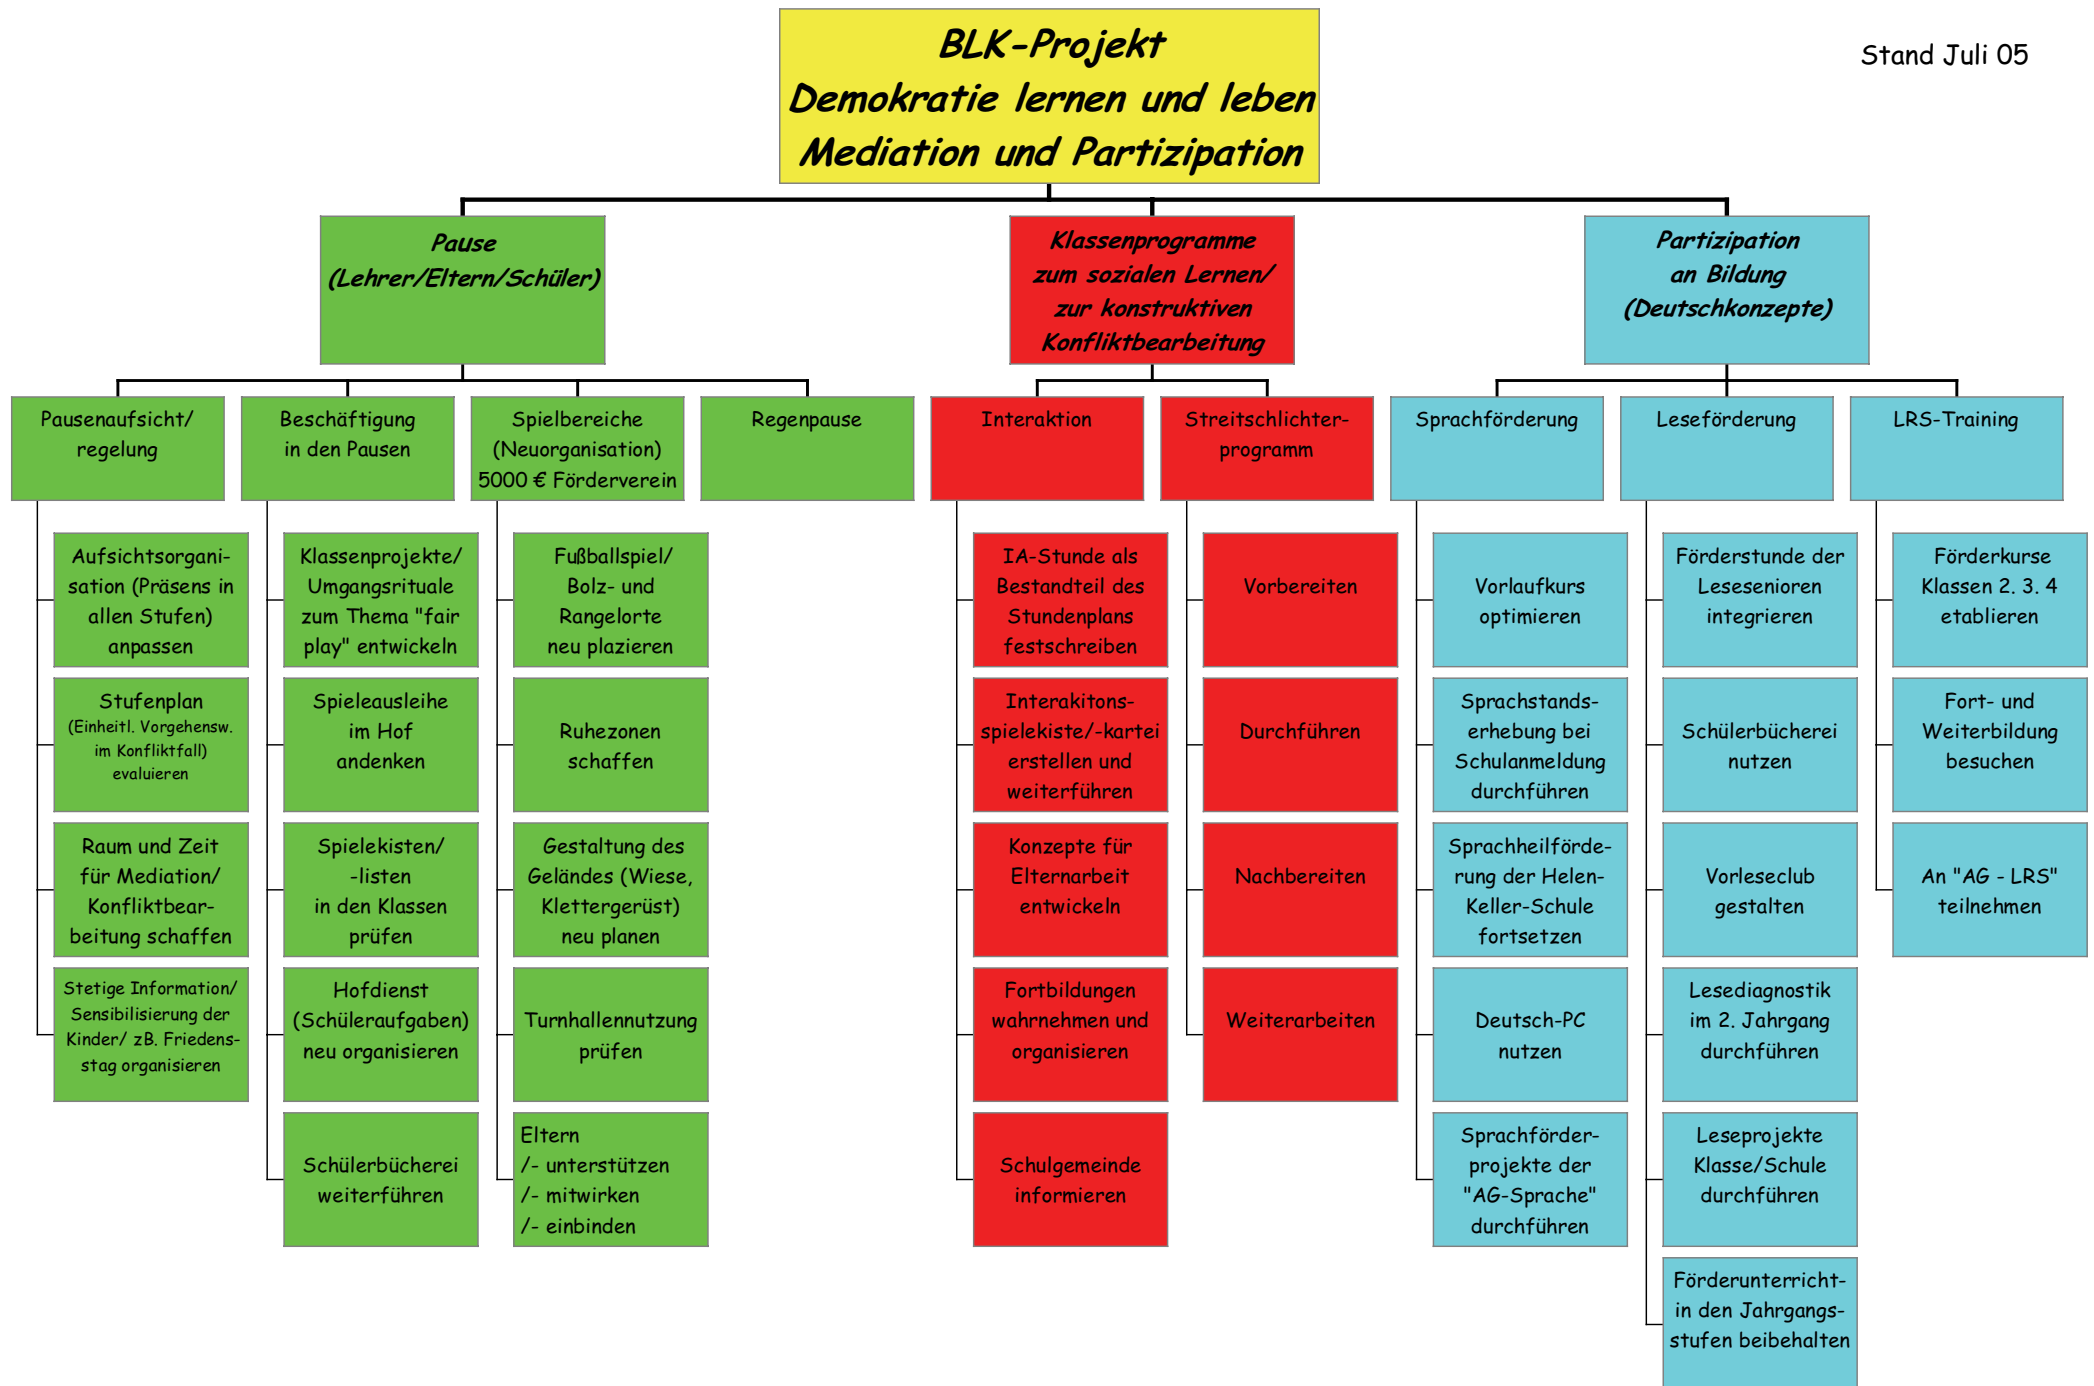 BLK-Projekt
Demokratie lernen und leben
Mediation und Partizipation
Stand Juli 05
Pause
(Lehrer/Eltern/Schüler)
Klassenprogramme
zum sozialen Lernen/
zur konstruktiven
Konfliktbearbeitung
Partizipation
an Bildung
(Deutschkonzepte)
Pausenaufsicht/
regelung
Beschäftigung
in den Pausen
Spielbereiche
(Neuorganisation)
5000 € Förderverein
Regenpause
Interaktion
Streitschlichter-
programm
Sprachförderung
Leseförderung
LRS-Training
Aufsichtsorgani-
sation (Präsens in
allen Stufen)
anpassen
Stufenplan
(Einheitl. Vorgehensw.
im Konfliktfall)
evaluieren
Raum und Zeit
für Mediation/
Konfliktbear-
beitung schaffen
Stetige Information/
Sensibilisierung der
Kinder/ zB. Friedens-
stag organisieren
Klassenprojekte/
Umgangsrituale
zum Thema "fair
play" entwickeln
Spieleausleihe
im Hof
andenken
Spielekisten/
-listen
in den Klassen
prüfen
Hofdienst
(Schüleraufgaben)
neu organisieren
Schülerbücherei
weiterführen
Fußballspiel/
Bolz- und
Rangelorte
neu plazieren
Ruhezonen
schaffen
Gestaltung des
Geländes (Wiese,
Klettergerüst)
neu planen
Turnhallennutzung
prüfen
Eltern
/- unterstützen
/- mitwirken
/- einbinden
IA-Stunde als
Bestandteil des
Stundenplans
festschreiben
Interakitons-
spielekiste/-kartei
erstellen und
weiterführen
Konzepte für
Elternarbeit
entwickeln
Fortbildungen
wahrnehmen und
organisieren
Schulgemeinde
informieren
Vorbereiten
Durchführen
Nachbereiten
Weiterarbeiten
Vorlaufkurs
optimieren
Sprachstands-
erhebung bei
Schulanmeldung
durchführen
Sprachheilförde-
rung der Helen-
Keller-Schule
fortsetzen
Deutsch-PC
nutzen
Sprachförder-
projekte der
"AG-Sprache"
durchführen
Förderstunde der
Lesesenioren
integrieren
Schülerbücherei
nutzen
Vorleseclub
gestalten
Lesediagnostik
im 2. Jahrgang
durchführen
Leseprojekte
Klasse/Schule
durchführen
Förderunterricht-
in den Jahrgangs-
stufen beibehalten
Förderkurse
Klassen 2. 3. 4
etablieren
Fort- und
Weiterbildung
besuchen
An "AG - LRS"
teilnehmen